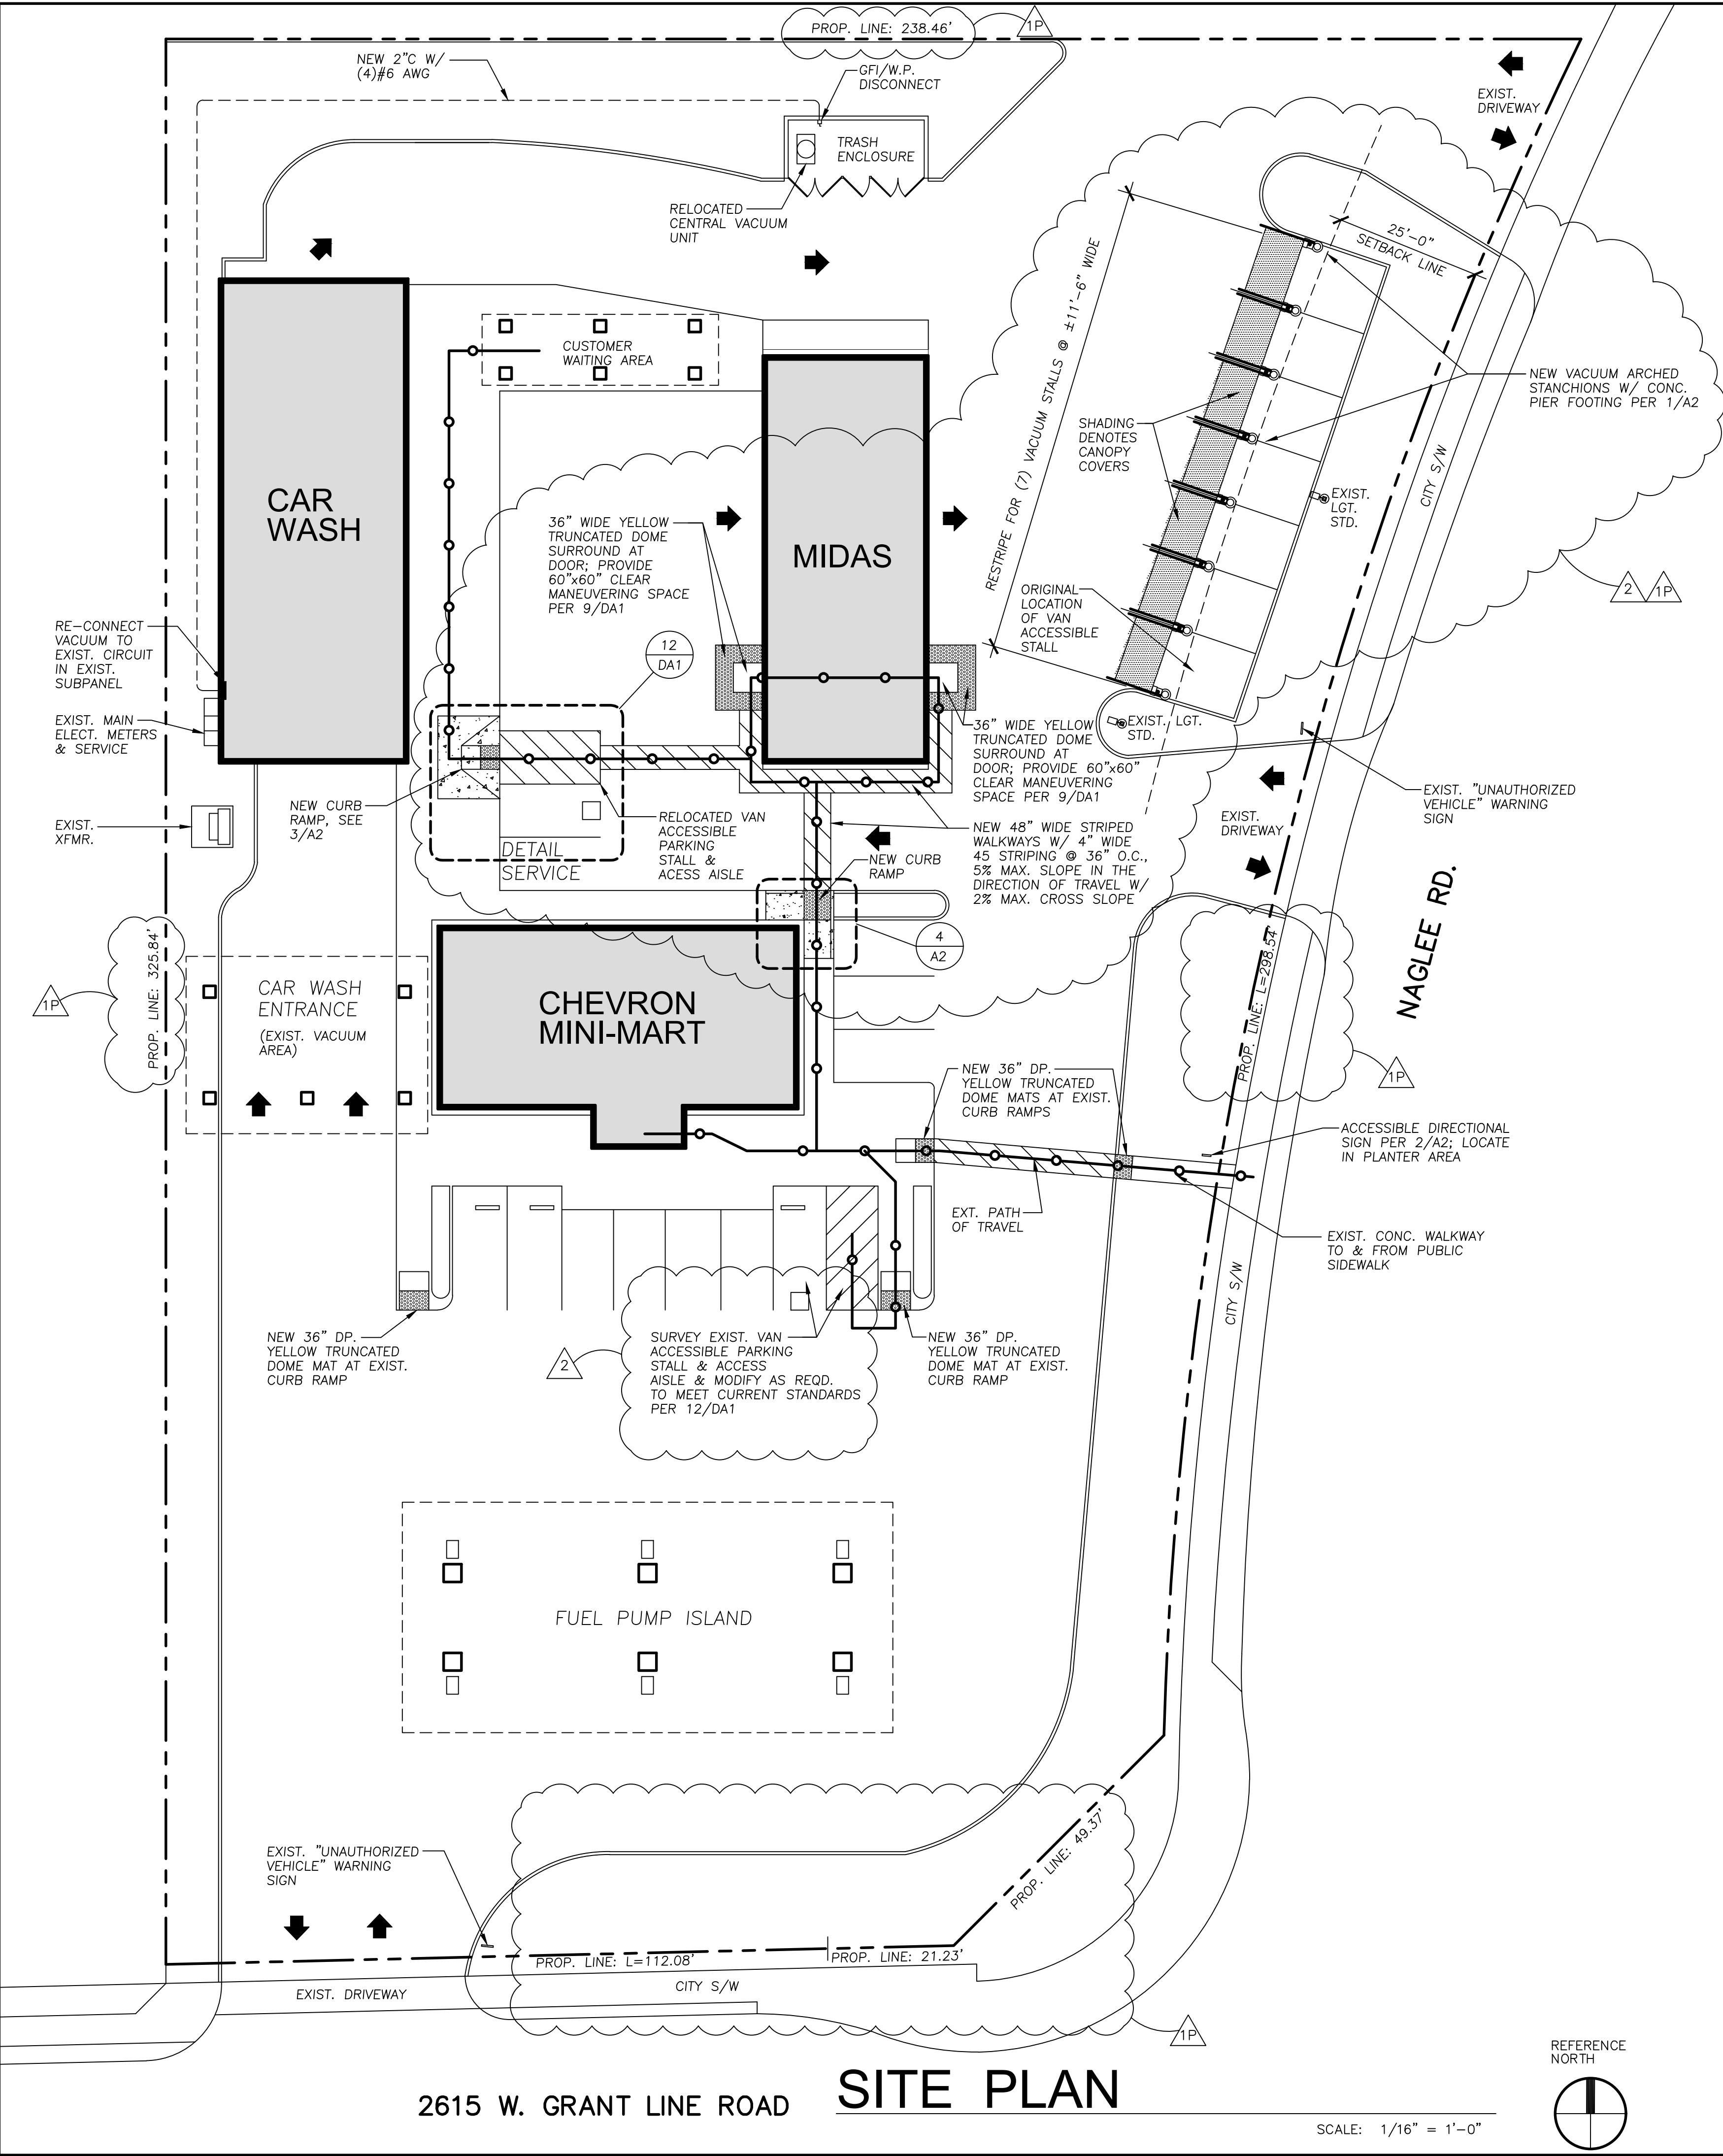 PROP. LINE: 238.46'
1P
NEW 2"C W/
(4)#6 AWG
GFI/W.P.
DISCONNECT
EXIST.
DRIVEWAY
TRASH
ENCLOSURE
RELOCATED
CENTRAL VACUUM
UNIT
25'-0"
SETBACK LINE
RESTRIPE FOR (7) VACUUM STALLS @ ±11'-6" WIDE
CUSTOMER
WAITING AREA
NEW VACUUM ARCHED
STANCHIONS W/ CONC.
PIER FOOTING PER 1/A2
SHADING
DENOTES
CANOPY
COVERS
CITY S/W
CAR
WASH
EXIST.
LGT.
STD.
36" WIDE YELLOW
TRUNCATED DOME
SURROUND AT
DOOR; PROVIDE
60"x60" CLEAR
MANEUVERING SPACE
PER 9/DA1
MIDAS
2
1P
ORIGINAL
LOCATION
OF VAN
ACCESSIBLE
STALL
RE-CONNECT
VACUUM TO
EXIST. CIRCUIT
IN EXIST.
SUBPANEL
12
DA1
EXIST. MAIN
ELECT. METERS
& SERVICE
EXIST. LGT.
STD.
36" WIDE YELLOW
TRUNCATED DOME
SURROUND AT
DOOR; PROVIDE 60"x60"
CLEAR MANEUVERING
SPACE PER 9/DA1
EXIST. "UNAUTHORIZED
VEHICLE" WARNING
SIGN
NEW CURB
RAMP, SEE
3/A2
EXIST.
XFMR.
RELOCATED VAN
ACCESSIBLE
PARKING
STALL &
ACESS AISLE
EXIST.
DRIVEWAY
DETAIL
SERVICE
NEW CURB
RAMP
NEW 48" WIDE STRIPED
WALKWAYS W/ 4" WIDE
45 STRIPING @ 36" O.C.,
5% MAX. SLOPE IN THE
DIRECTION OF TRAVEL W/
2% MAX. CROSS SLOPE
NAGLEE RD.
4
A2
PROP. LINE: 325.84'
1P
CAR WASH
ENTRANCE
(EXIST. VACUUM
AREA)
CHEVRON
MINI-MART
PROP. LINE: L=298.54'
1P
NEW 36" DP.
YELLOW TRUNCATED
DOME MATS AT EXIST.
CURB RAMPS
ACCESSIBLE DIRECTIONAL
SIGN PER 2/A2; LOCATE
IN PLANTER AREA
EXT. PATH
OF TRAVEL
EXIST. CONC. WALKWAY
TO & FROM PUBLIC
SIDEWALK
CITY S/W
NEW 36" DP.
YELLOW TRUNCATED
DOME MAT AT EXIST.
CURB RAMP
2
SURVEY EXIST. VAN
ACCESSIBLE PARKING
STALL & ACCESS
AISLE & MODIFY AS REQD.
TO MEET CURRENT STANDARDS
PER 12/DA1
NEW 36" DP.
YELLOW TRUNCATED
DOME MAT AT EXIST.
CURB RAMP
FUEL PUMP ISLAND
PROP. LINE: 49.37'
EXIST. "UNAUTHORIZED
VEHICLE" WARNING
SIGN
PROP. LINE: L=112.08'
PROP. LINE: 21.23'
CITY S/W
EXIST. DRIVEWAY
1P
REFERENCE
NORTH
2615 W. GRANT LINE ROAD
SITE PLAN
SCALE: 1/16" = 1'-0"